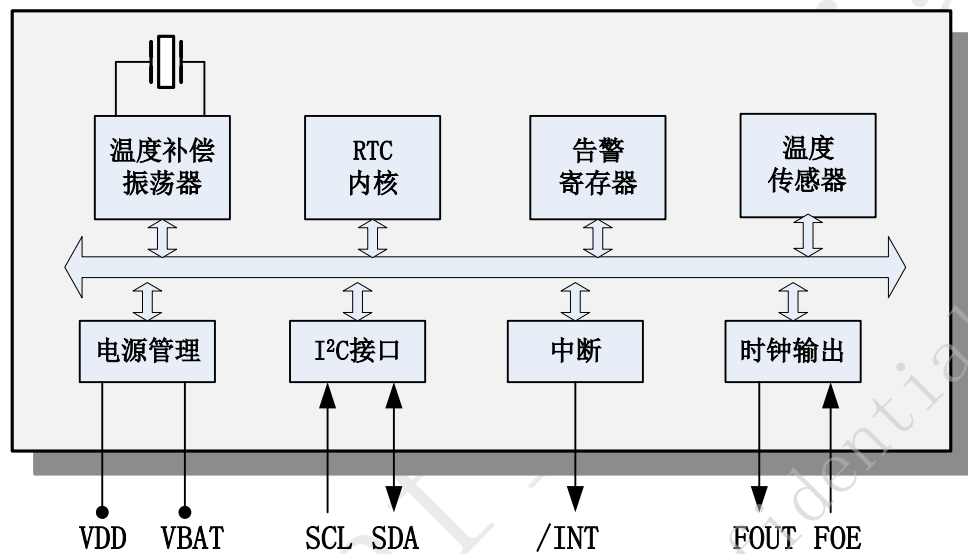 温度补偿
振荡器
RTC
内核
告警
寄存器
温度
传感器
电源管理
I²C接口
中断
时钟输出
VDD VBAT SCL SDA /INT FOUT FOE